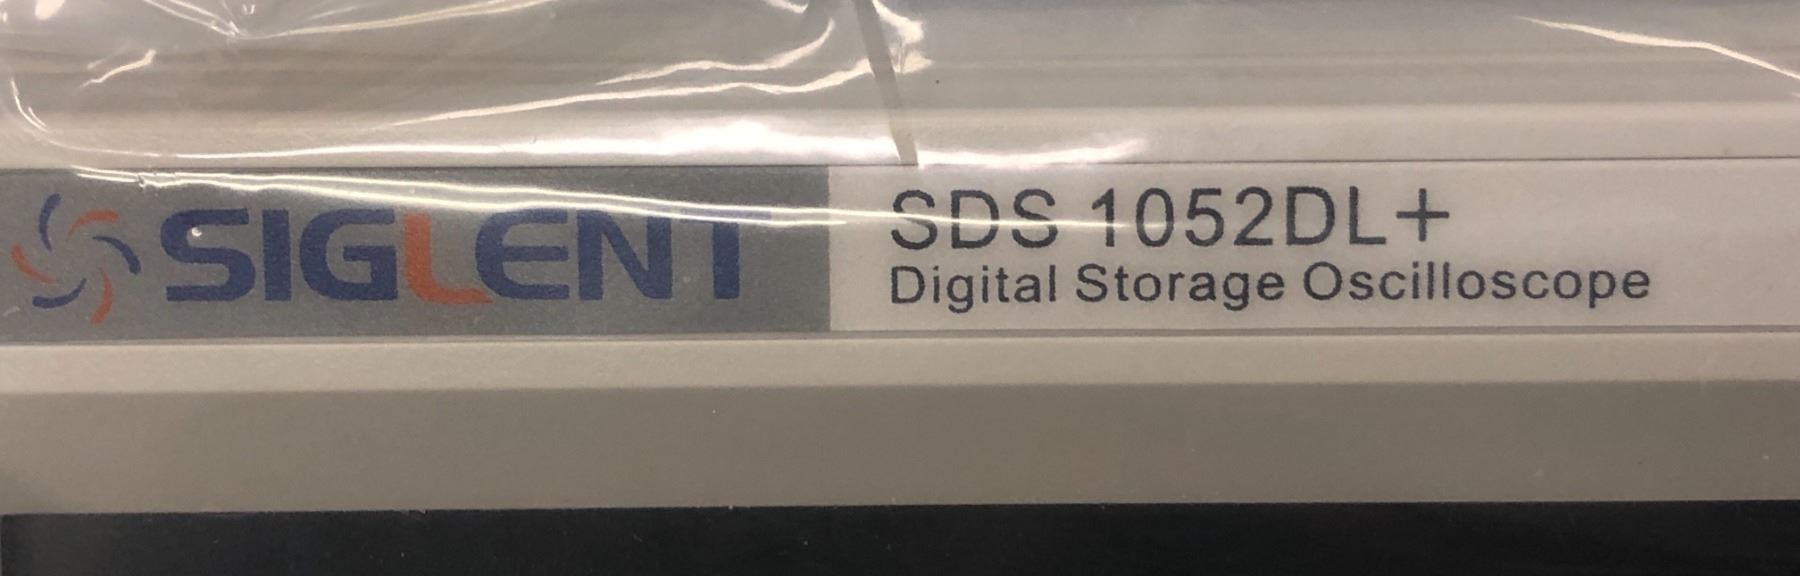 SIGLENT
SDS 1052DL+
Digital Storage Oscilloscope